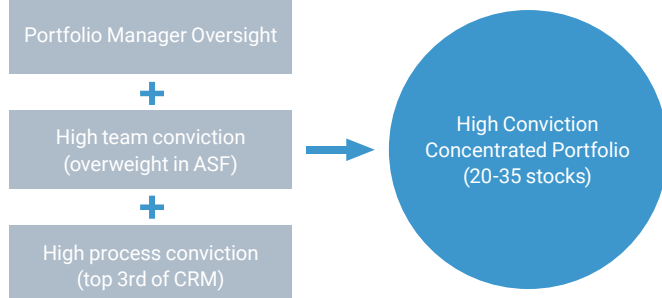 Portfolio Manager Oversight
+
High team conviction
(overweight in ASF)
+
High process conviction
(top 3rd of CRM)
High Conviction
Concentrated Portfolio
(20-35 stocks)